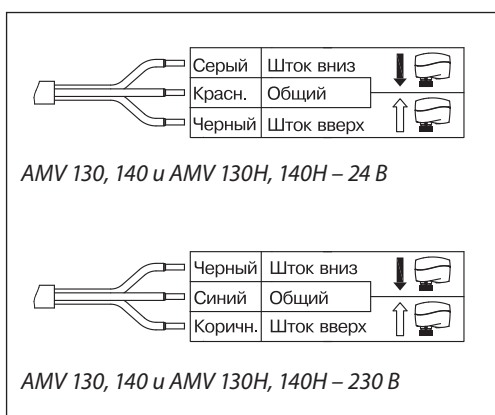 Серый Шток вниз
Красн. Общий
Черный Шток вверх
AMV 130, 140 и AMV 130H, 140H – 24 В
Черный Шток вниз
Синий Общий
Коричн. Шток вверх
AMV 130, 140 и AMV 130H, 140H – 230 В